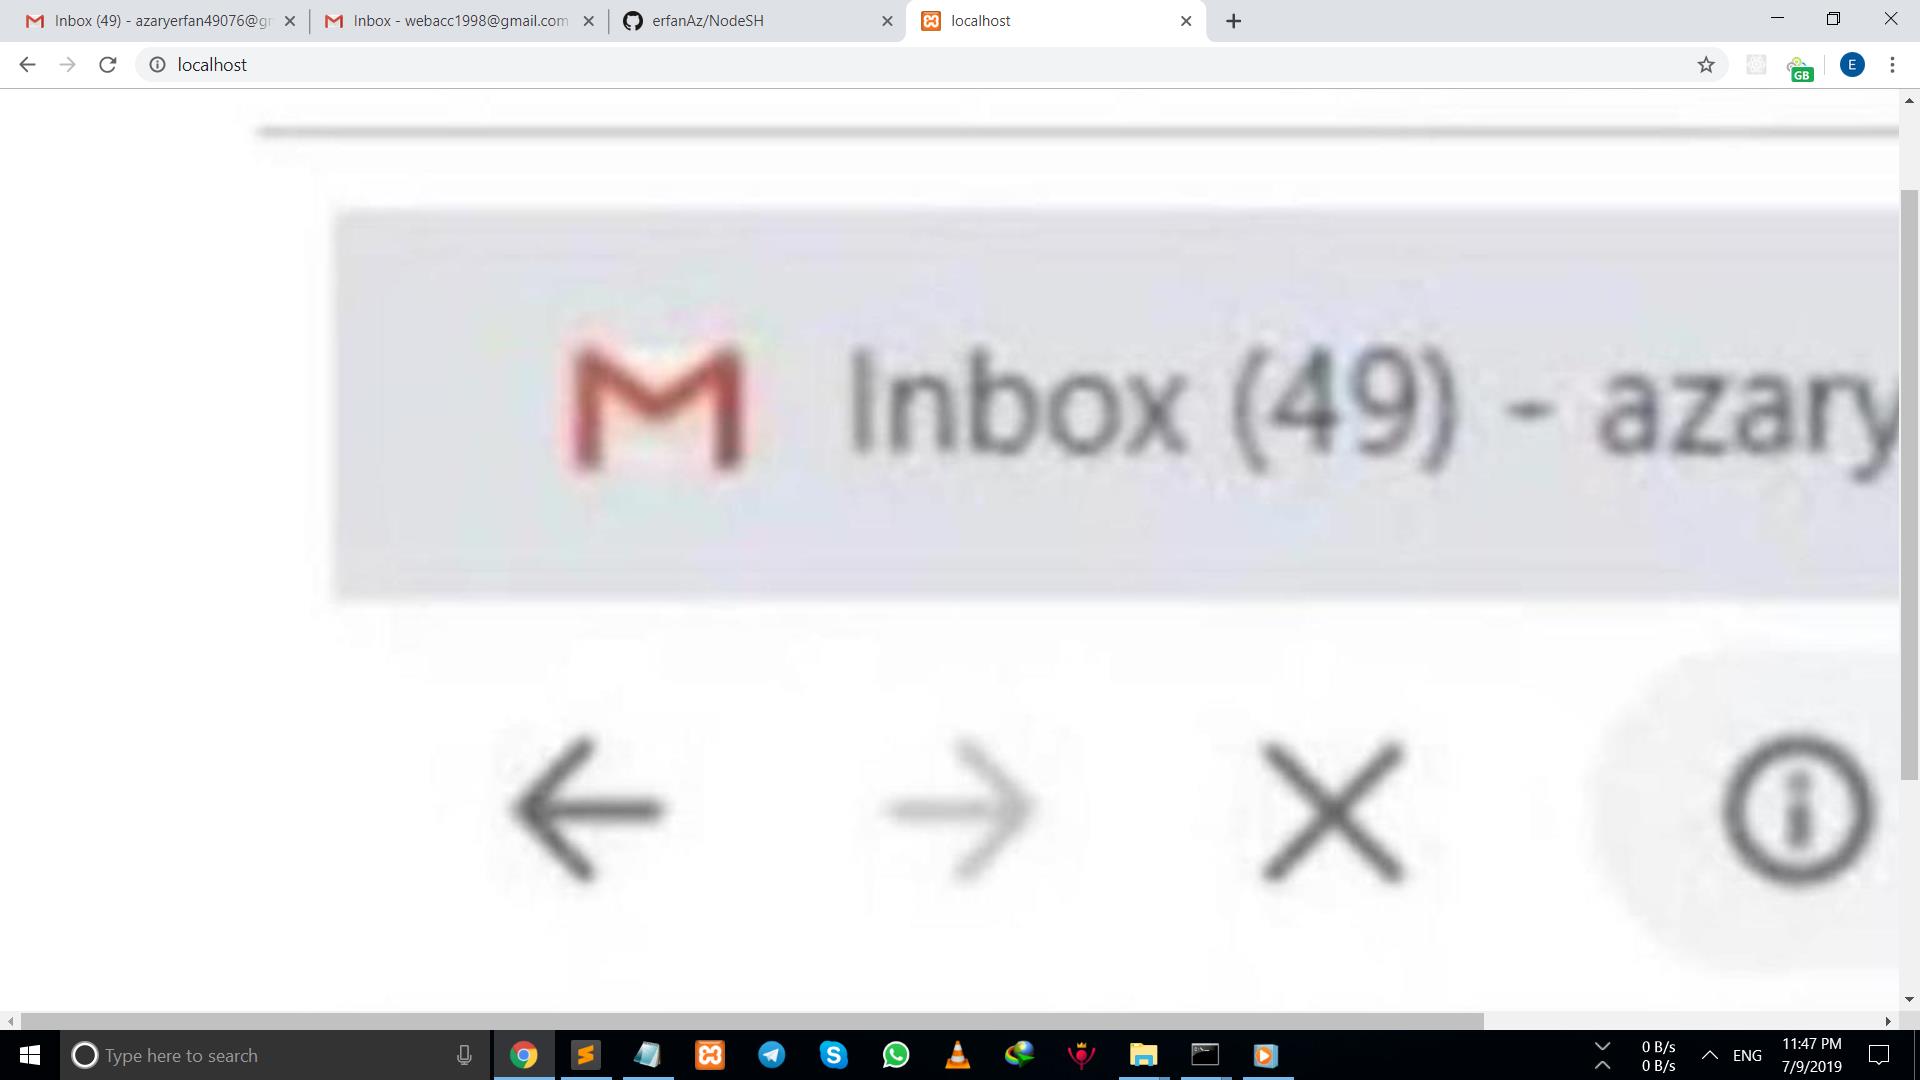 Inbox (49) - azaryerfan49076@gr
Inbox - webacc1998@gmail.com
erfanAz/NodeSH
localhost
localhost
GB
E
Inbox (49) - azary
Type here to search
0 B/s
0 B/s
ENG
11:47 PM
7/9/2019